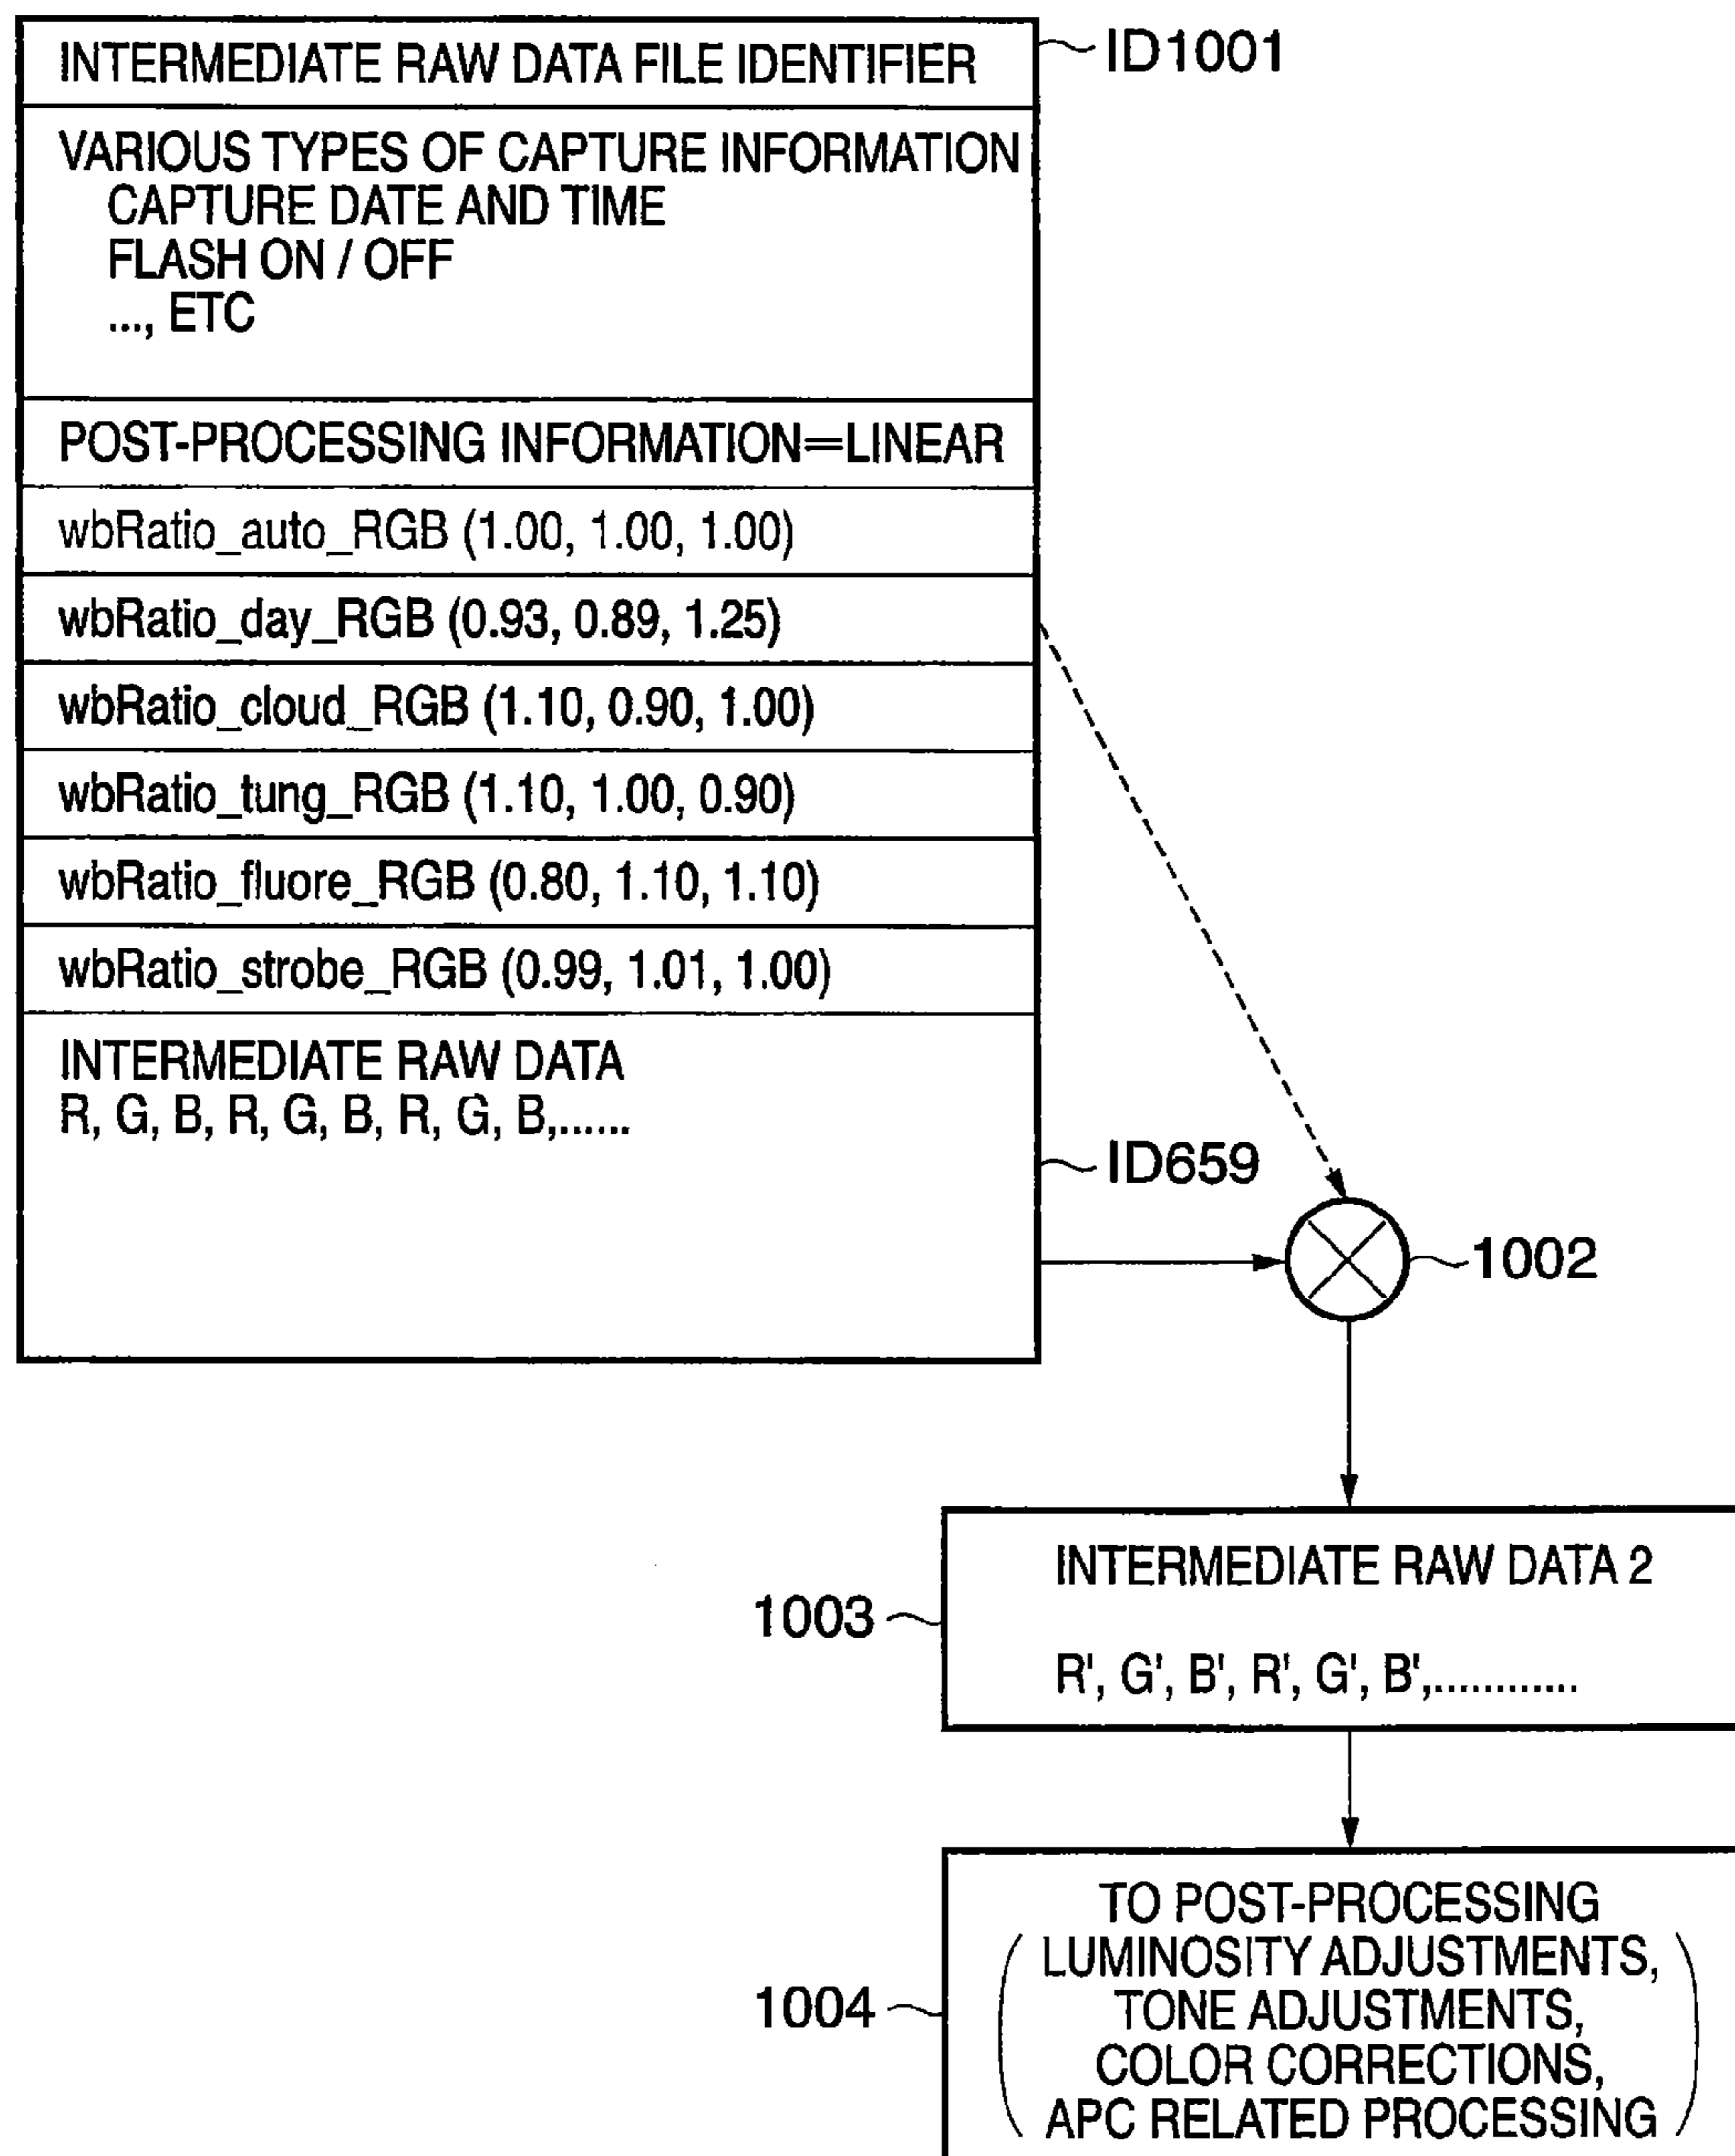 INTERMEDIATE RAW DATA FILE IDENTIFIER
ID1001
VARIOUS TYPES OF CAPTURE INFORMATION
CAPTURE DATE AND TIME
FLASH ON / OFF
..., ETC
POST-PROCESSING INFORMATION=LINEAR
wbRatio_auto_RGB (1.00, 1.00, 1.00)
wbRatio_day_RGB (0.93, 0.89, 1.25)
wbRatio_cloud_RGB (1.10, 0.90, 1.00)
wbRatio_tung_RGB (1.10, 1.00, 0.90)
wbRatio_fluore_RGB (0.80, 1.10, 1.10)
wbRatio_strobe_RGB (0.99, 1.01, 1.00)
INTERMEDIATE RAW DATA
R, G, B, R, G, B, R, G, B,......
ID659
1002
INTERMEDIATE RAW DATA 2
1003
R', G', B', R', G', B',............
TO POST-PROCESSING
LUMINOSITY ADJUSTMENTS,
1004
TONE ADJUSTMENTS,
COLOR CORRECTIONS,
APC RELATED PROCESSING